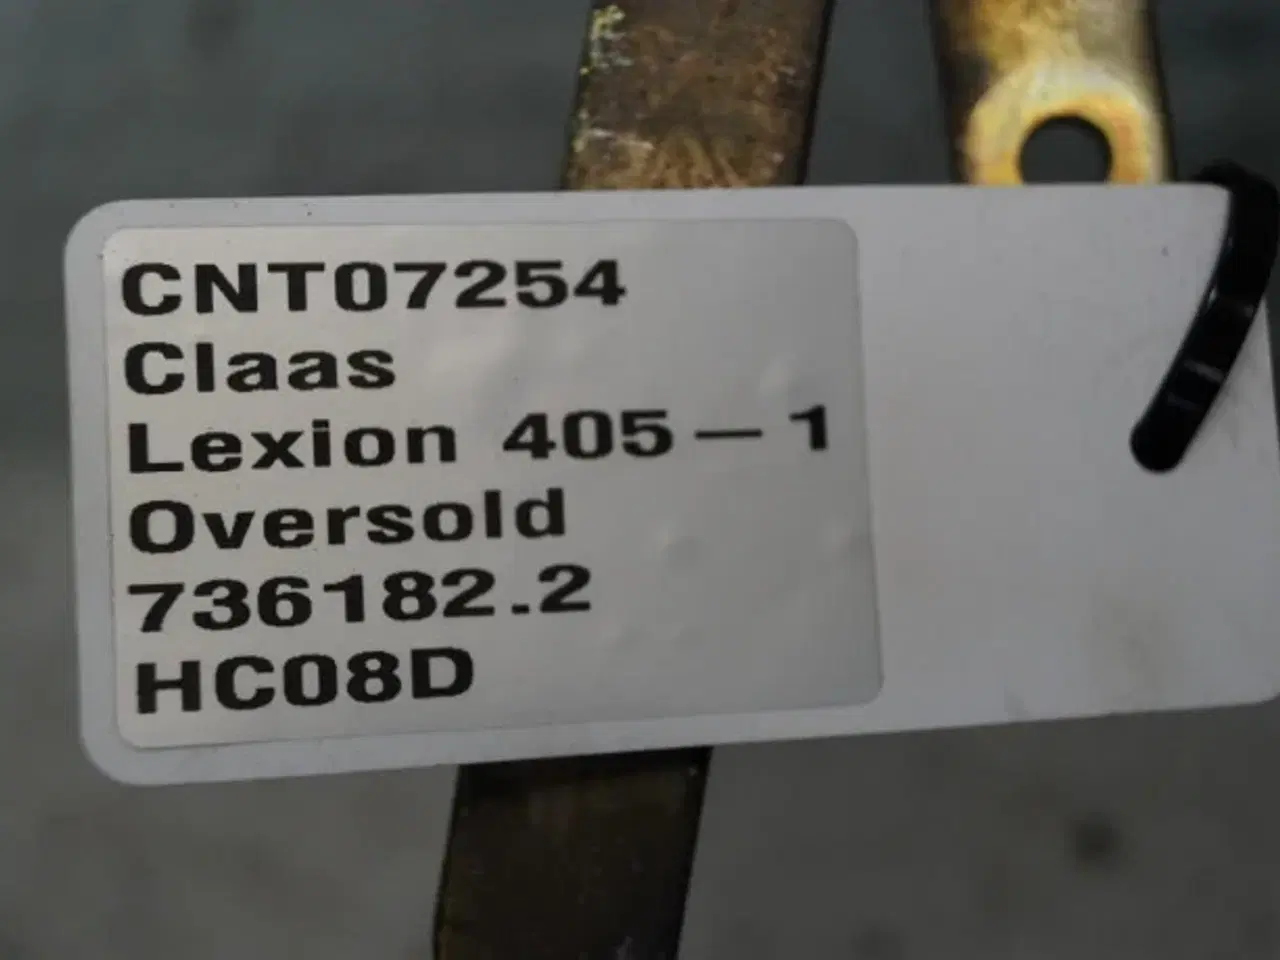 CNT07254
Claas
Lexion 405-1
Oversold
736182.2
HC08D